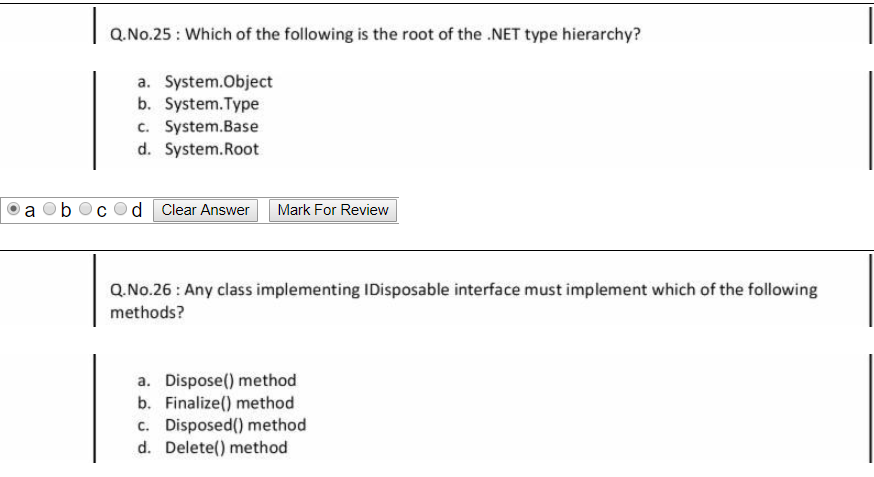 Q.No.25 : Which of the following is the root of the .NET type hierarchy?
a. System.Object
b. System.Type
c. System.Base
d. System.Root
a b c d Clear Answer Mark For Review
Q.No.26 : Any class implementing IDisposable interface must implement which of the following
methods?
a. Dispose() method
b. Finalize() method
c. Disposed() method
d. Delete() method